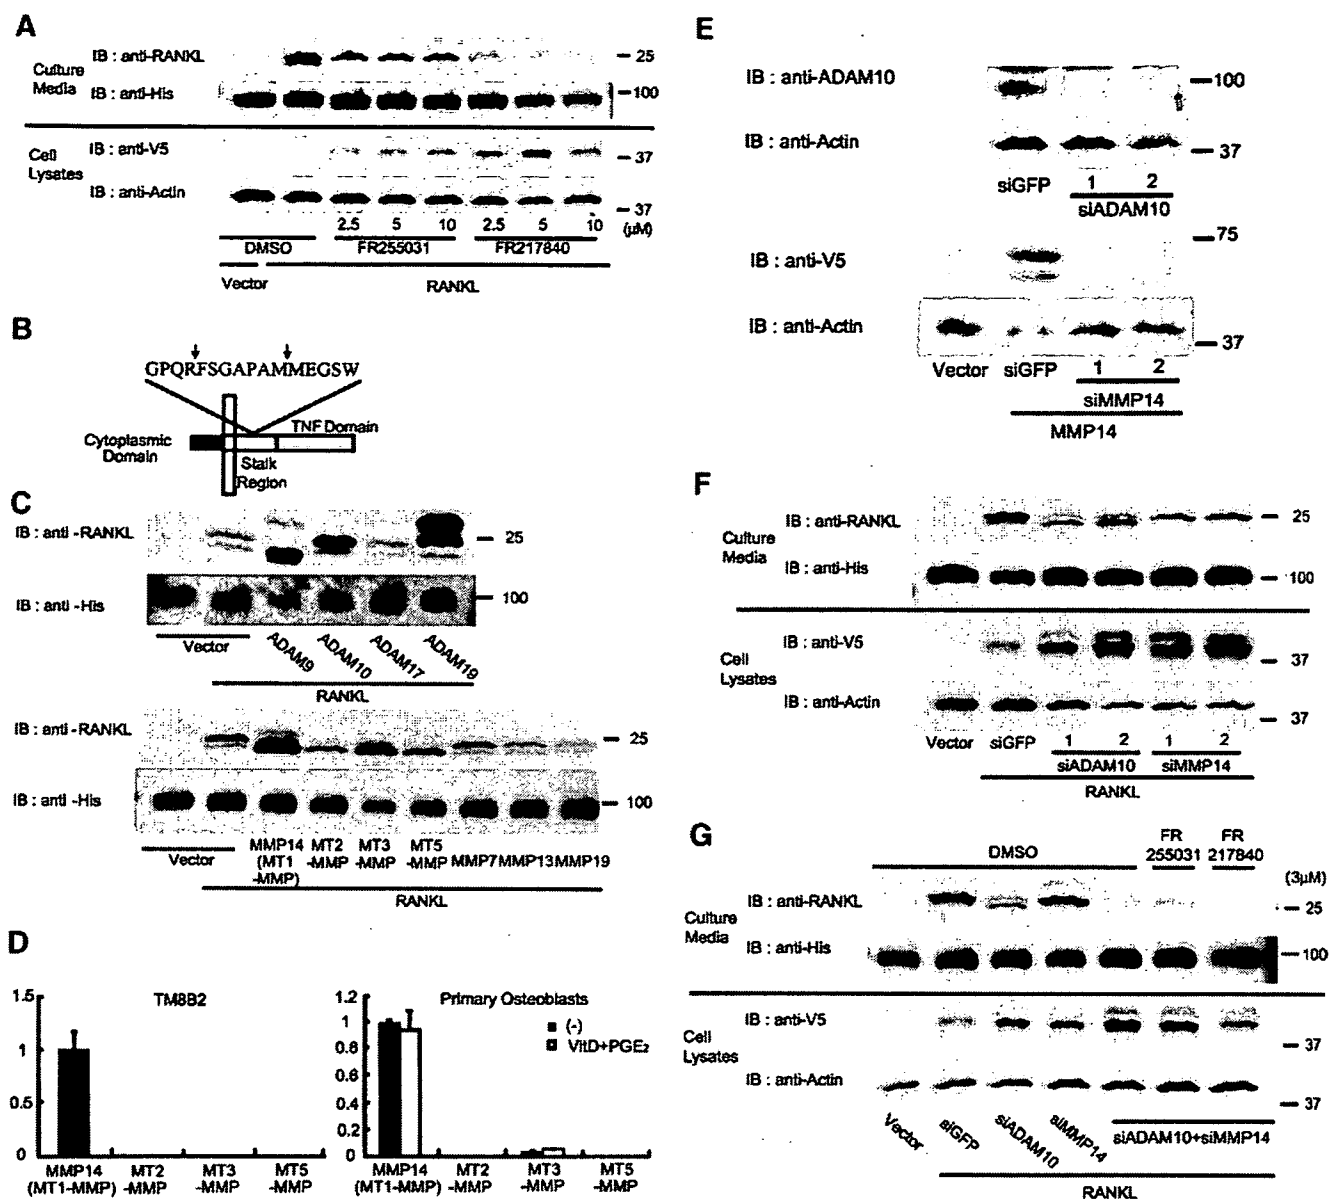 A
IB : anti-RANKL
25
Culture
Media
IB : anti-His
100
IB : anti-V5
37
Cell
Lysates
IB : anti-Actin
37
2.5 5 10 2.5 5 10 (μM)
DMSO FR255031 FR217840
Vector RANKL
B
GPQRFSGAPAMMEGSW
TNF Domain
Cytoplasmic
Domain
Stalk
Region
C
IB : anti -RANKL
25
IB : anti -His
100
Vector ADAM9 ADAM10 ADAM17 ADAM19
RANKL
IB : anti -RANKL
25
IB : anti -His
100
Vector
MMP14
(MT1
-MMP)
MT2
-MMP
MT3
-MMP
MT5
-MMP
MMP7 MMP13 MMP19
RANKL
D
TM8B2
1.5
1
0.5
0
MMP14
(MT1-MMP)
MT2
-MMP
MT3
-MMP
MT5
-MMP
Primary Osteoblasts
(-)
VitD+PGE2
1.2
1
0.8
0.6
0.4
0.2
0
MMP14
(MT1-MMP)
MT2
-MMP
MT3
-MMP
MT5
-MMP
E
IB : anti-ADAM10
100
IB : anti-Actin
37
siGFP 1 2
siADAM10
75
IB : anti-V5
IB : anti-Actin
37
Vector siGFP 1 2
siMMP14
MMP14
F
IB : anti-RANKL
25
Culture
Media
IB : anti-His
100
IB : anti-V5
37
Cell
Lysates
IB : anti-Actin
37
Vector siGFP 1 2 1 2
siADAM10 siMMP14
RANKL
G
DMSO
FR
255031
FR
217840
(3μM)
IB : anti-RANKL
25
Culture
Media
IB : anti-His
100
IB : anti-V5
37
Cell
Lysates
IB : anti-Actin
37
Vector siGFP siADAM10 siMMP14 siADAM10+siMMP14
RANKL